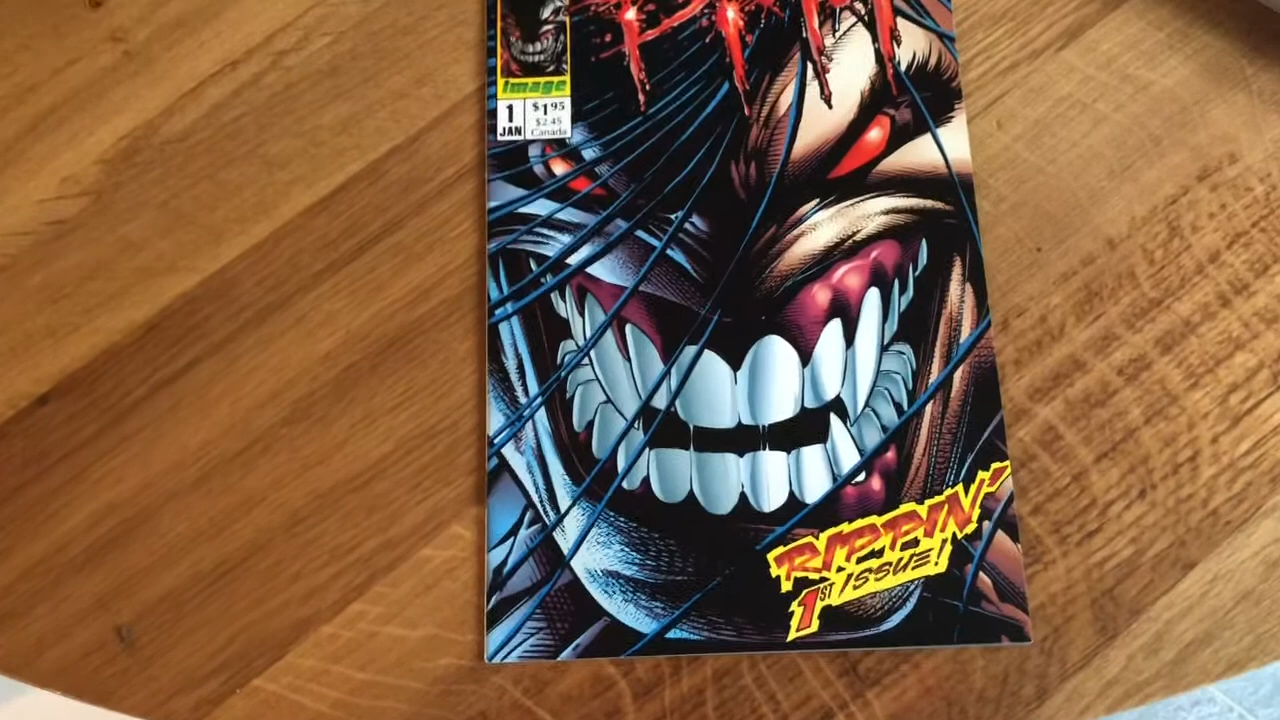 Image
1 $1.95
JAN $2.45
Canada
RIPPIN'
1ST ISSUE!